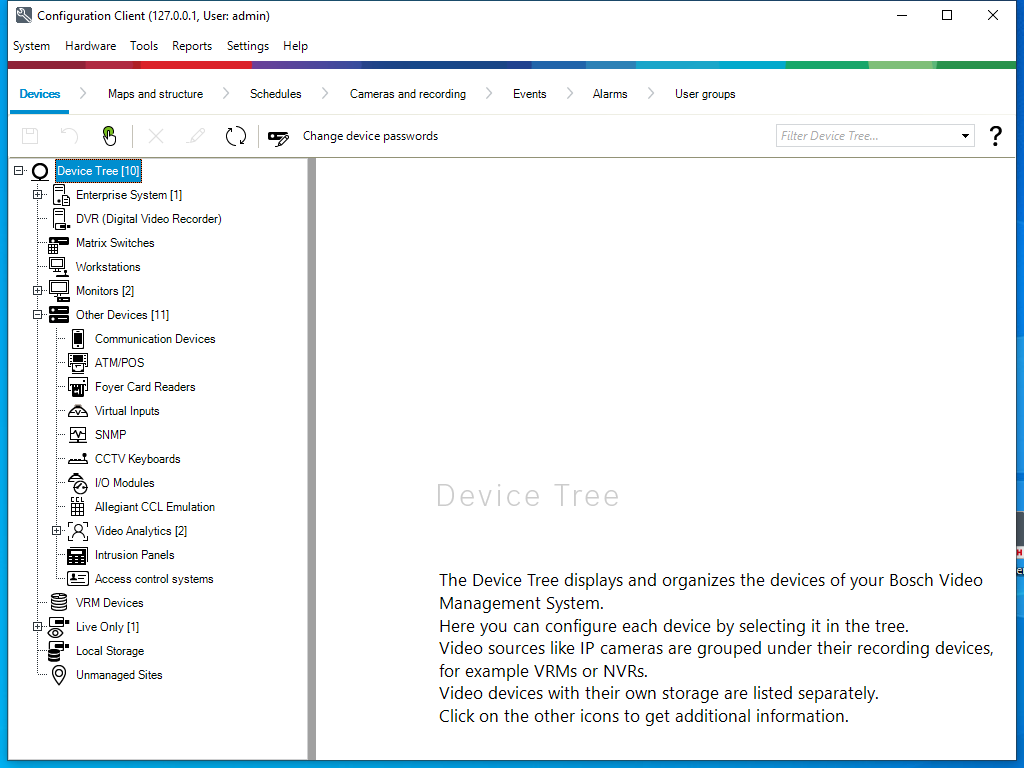 Configuration Client (127.0.0.1, User: admin)
System Hardware Tools Reports Settings Help
Devices Maps and structure Schedules Cameras and recording Events Alarms User groups
Change device passwords Filter Device Tree... ?
Device Tree [10]
Enterprise System [1]
DVR (Digital Video Recorder)
Matrix Switches
Workstations
Monitors [2]
Other Devices [11]
Communication Devices
ATM/POS
Foyer Card Readers
Virtual Inputs
SNMP
CCTV Keyboards
I/O Modules
CCL Allegiant CCL Emulation
Video Analytics [2]
Intrusion Panels
Access control systems
VRM Devices
Live Only [1]
Local Storage
Unmanaged Sites
Device Tree
The Device Tree displays and organizes the devices of your Bosch Video
Management System.
Here you can configure each device by selecting it in the tree.
Video sources like IP cameras are grouped under their recording devices,
for example VRMs or NVRs.
Video devices with their own storage are listed separately.
Click on the other icons to get additional information.